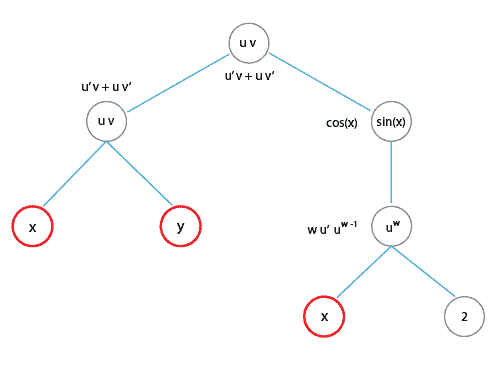 u v
u’v + u v’
u’v + u v’
u v
cos(x)
sin(x)
x
y
w u’ u^w -1
u^w
x
2